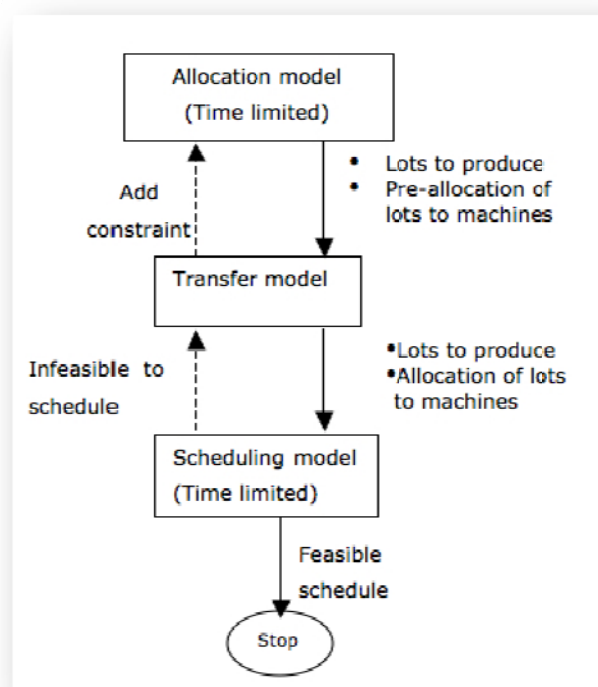 Allocation model
(Time limited)
• Lots to produce
• Pre-allocation of
lots to machines
Add
constraint
Transfer model
•Lots to produce
•Allocation of lots
to machines
Infeasible to
schedule
Scheduling model
(Time limited)
Feasible
schedule
Stop